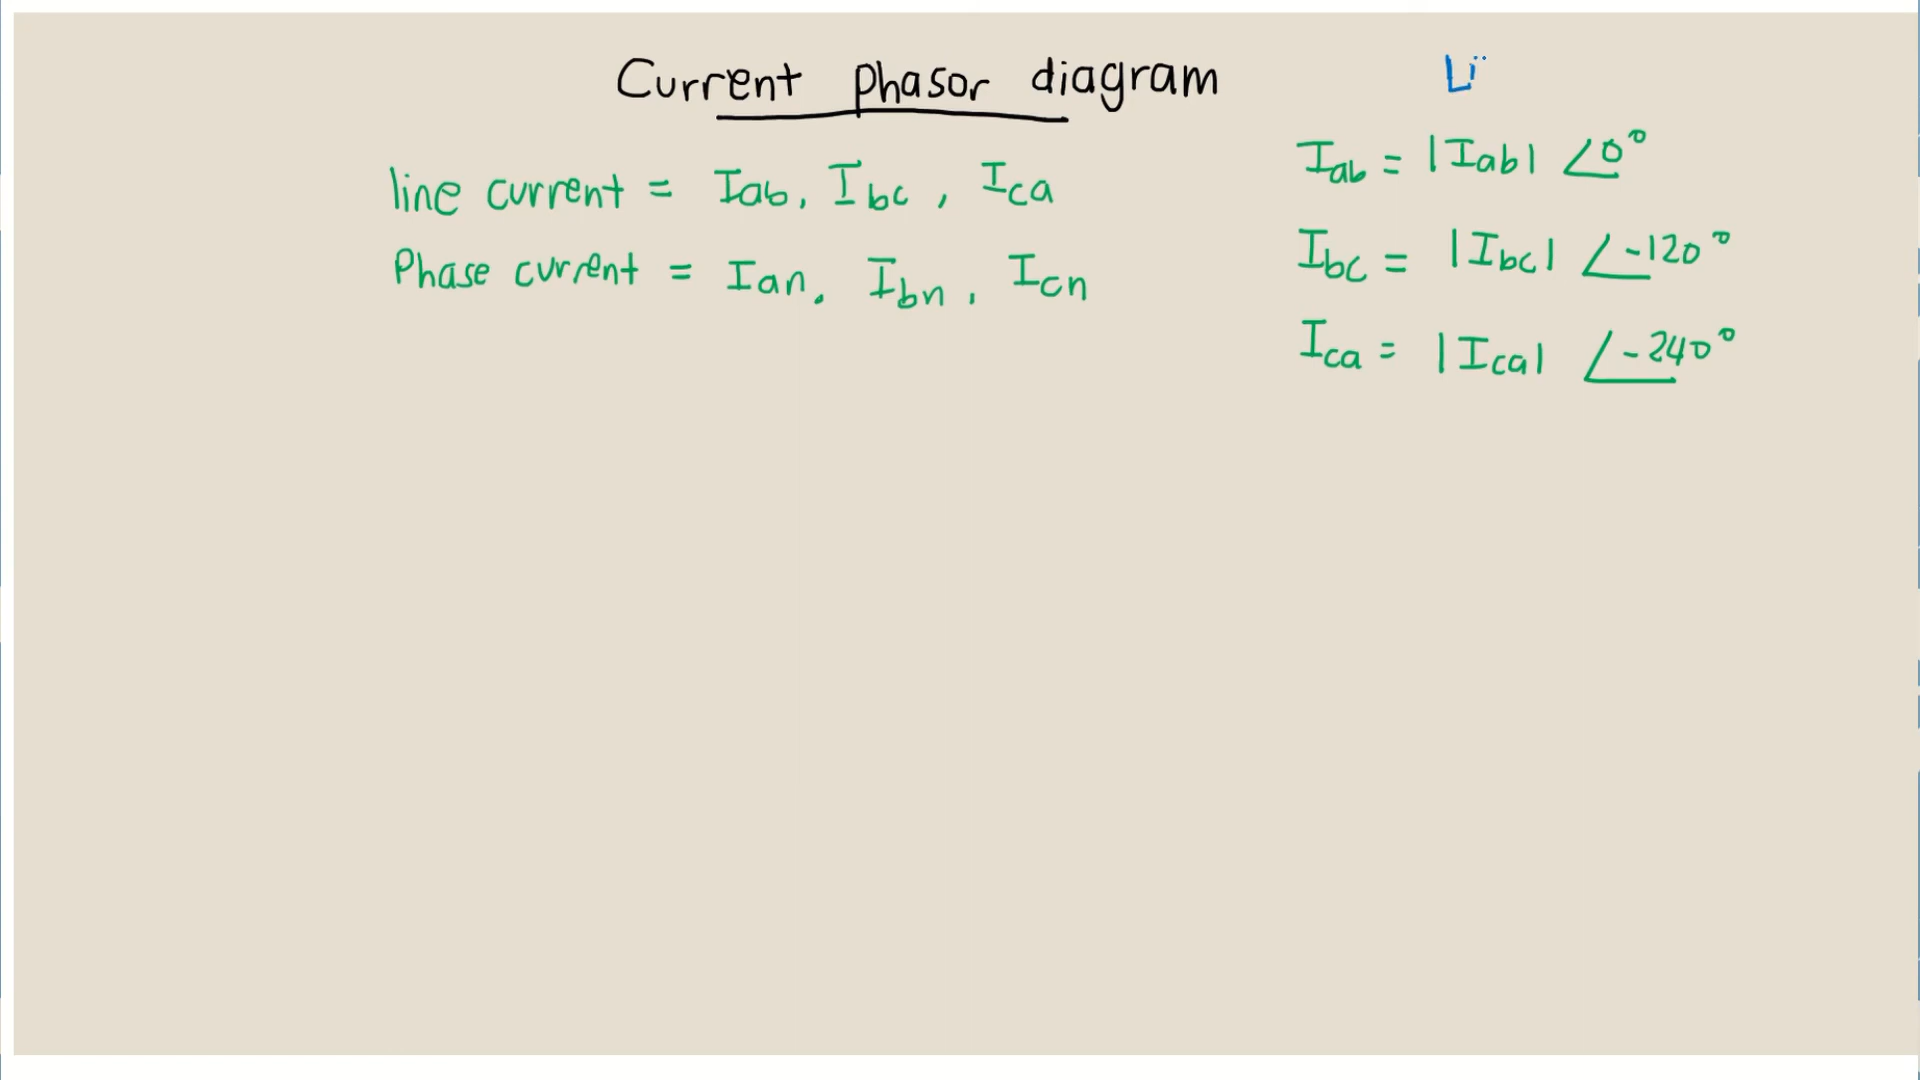 Current phasor diagram
Li
line current = Iab, Ibc, Ica
Phase current = Ian. Ibn, Icn
Iab = |Iab| ∠0°
Ibc = |Ibc| ∠-120°
Ica = |Ica| ∠-240°